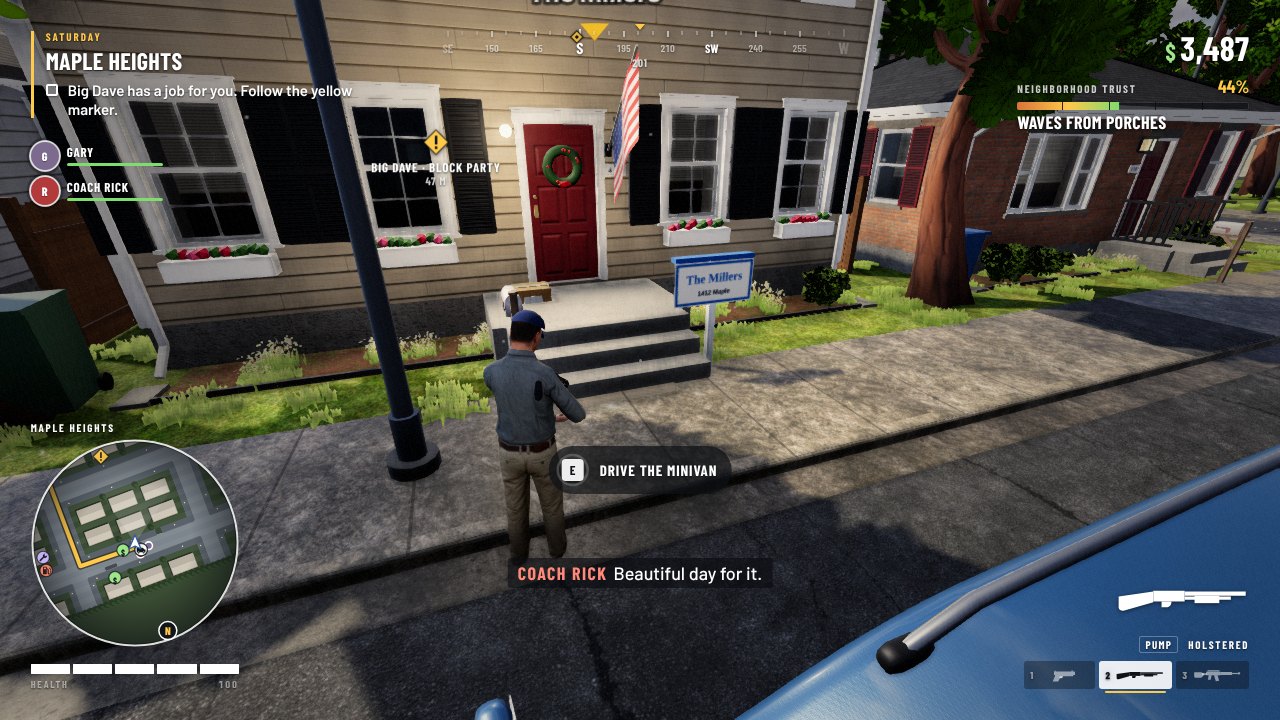 The Millers
SATURDAY
MAPLE HEIGHTS
Big Dave has a job for you. Follow the yellow
marker.
G GARY
R COACH RICK
SE 150 165 S 195 210 SW 240 255 W
201
$3,487
NEIGHBORHOOD TRUST 44%
WAVES FROM PORCHES
!
BIG DAVE · BLOCK PARTY
47 M
The Millers
1412 Maple
E DRIVE THE MINIVAN
COACH RICK Beautiful day for it.
MAPLE HEIGHTS
!
N
HEALTH 100
PUMP HOLSTERED
1 2 3